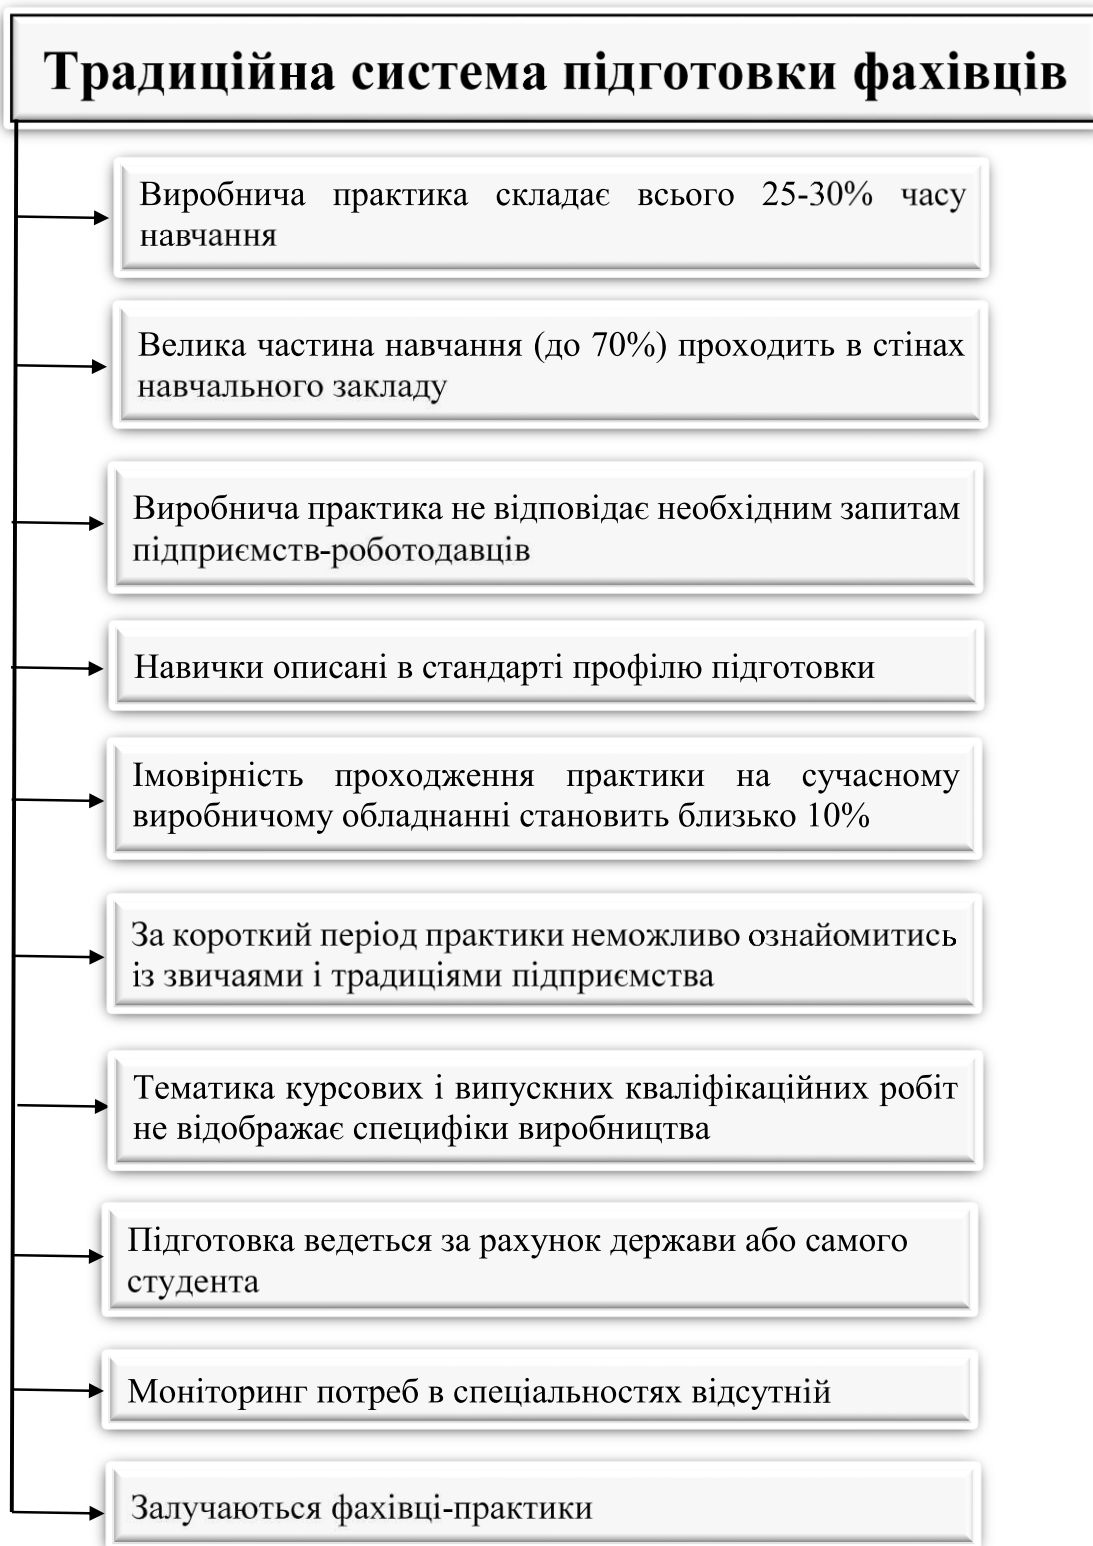 Традиційна система підготовки фахівців
Виробнича практика складає всього 25-30% часу
навчання
Велика частина навчання (до 70%) проходить в стінах
навчального закладу
Виробнича практика не відповідає необхідним запитам
підприємств-роботодавців
Навички описані в стандарті профілю підготовки
Імовірність проходження практики на сучасному
виробничому обладнанні становить близько 10%
За короткий період практики неможливо ознайомитись
із звичаями і традиціями підприємства
Тематика курсових і випускних кваліфікаційних робіт
не відображає специфіки виробництва
Підготовка ведеться за рахунок держави або самого
студента
Моніторинг потреб в спеціальностях відсутній
Залучаються фахівці-практики